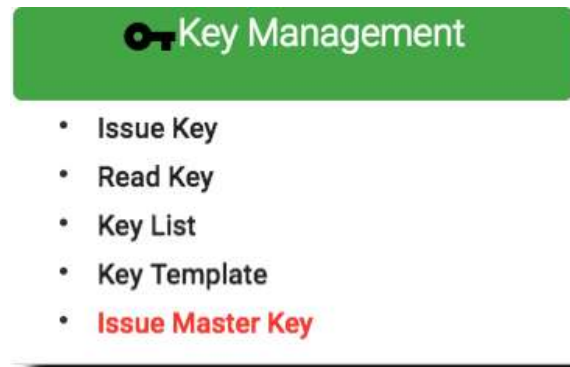 Key Management
Issue Key
Read Key
Key List
Key Template
Issue Master Key